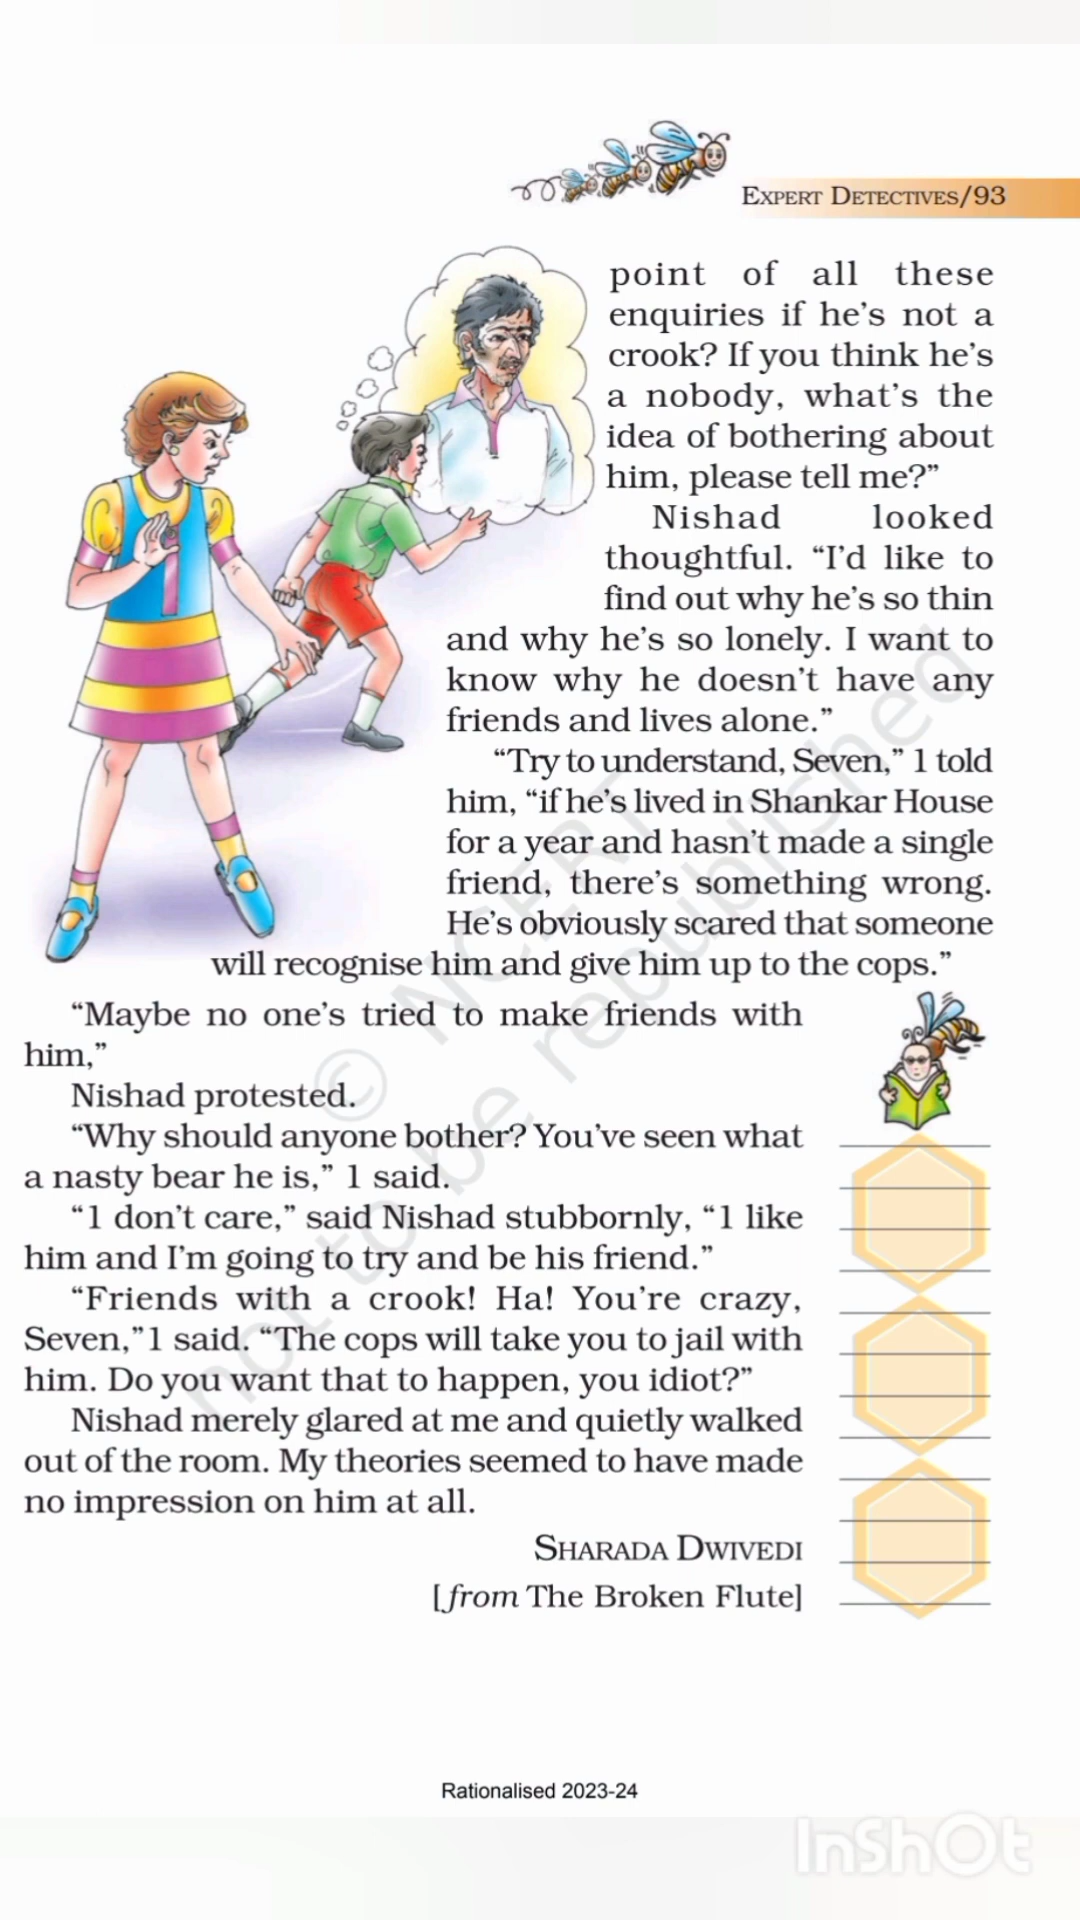 EXPERT DETECTIVES/93
point of all these
enquiries if he's not a
crook? If you think he's
a nobody, what's the
idea of bothering about
him, please tell me?”
Nishad looked
thoughtful. “I'd like to
find out why he's so thin
and why he's so lonely. I want to
know why he doesn't have any
friends and lives alone.”
“Try to understand, Seven,” 1 told
him, “if he's lived in Shankar House
for a year and hasn't made a single
friend, there's something wrong.
He's obviously scared that someone
will recognise him and give him up to the cops.”
“Maybe no one's tried to make friends with
him,”
Nishad protested.
“Why should anyone bother? You've seen what
a nasty bear he is,” 1 said.
“1 don't care,” said Nishad stubbornly, “1 like
him and I'm going to try and be his friend.”
“Friends with a crook! Ha! You're crazy,
Seven,”1 said. “The cops will take you to jail with
him. Do you want that to happen, you idiot?”
Nishad merely glared at me and quietly walked
out of the room. My theories seemed to have made
no impression on him at all.
SHARADA DWIVEDI
[from The Broken Flute]
© NCERT
not to be republished
Rationalised 2023-24
InShOt